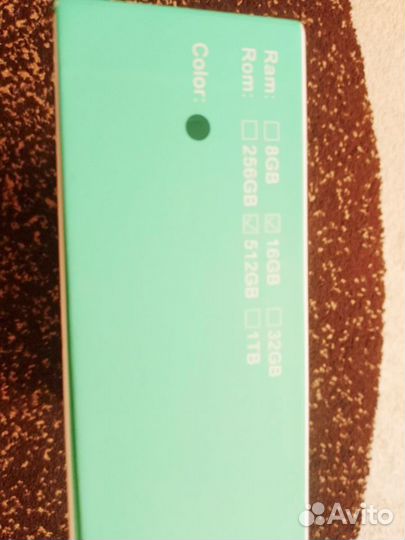 Ram: ☐ 8GB ☑ 16GB ☐ 32GB
Rom: ☐ 256GB ☑ 512GB ☐ 1TB
Color:
Avito